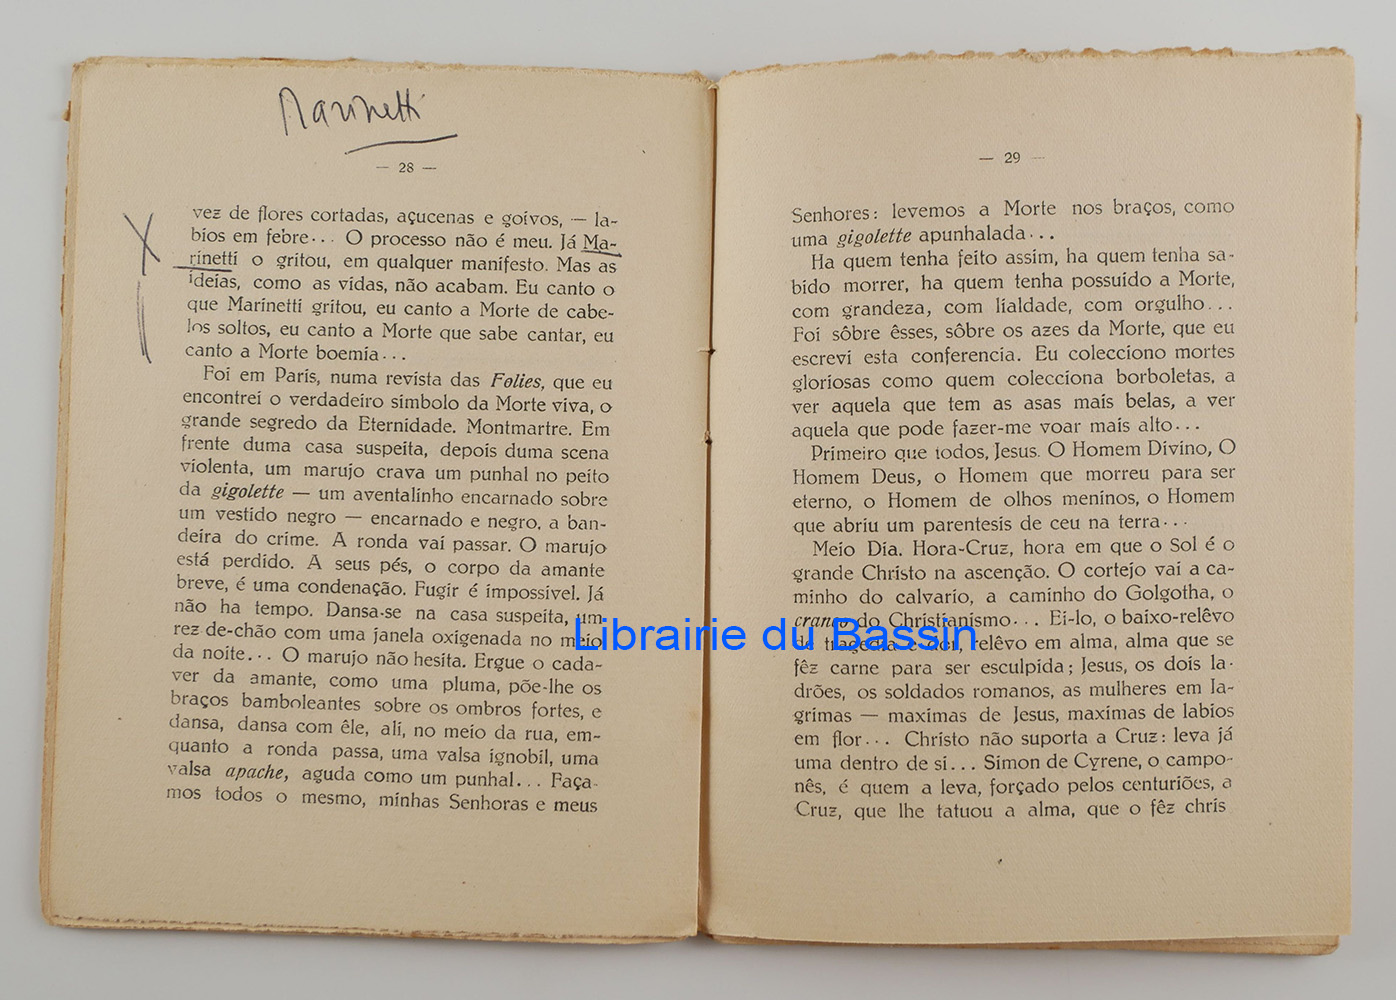 Marinetti
— 28 —
vez de flores cortadas, açucenas e goivos, — la-
bios em febre... O processo não é meu. Já Ma-
rinetti o gritou, em qualquer manifesto. Mas as
ideias, como as vidas, não acabam. Eu canto o
que Marinetti gritou, eu canto a Morte de cabe-
los soltos, eu canto a Morte que sabe cantar, eu
canto a Morte boemia...
Foi em Paris, numa revista das Folies, que eu
encontrei o verdadeiro simbolo da Morte viva, o
grande segredo da Eternidade. Montmartre. Em
frente duma casa suspeita, depois duma scena
violenta, um marujo crava um punhal no peito
da gigolette — um aventalinho encarnado sobre
um vestido negro — encarnado e negro, a ban-
deira do crime. A ronda vai passar. O marujo
está perdido. A seus pés, o corpo da amante
breve, é uma condenação. Fugir é impossivel. Já
não ha tempo. Dansa-se na casa suspeita, um
rez-de-chão com uma janela oxigenada no meio
da noite... O marujo não hesita. Ergue o cada-
ver da amante, como uma pluma, põe-lhe os
braços bamboleantes sobre os ombros fortes, e
dansa, dansa com êle, ali, no meio da rua, em-
quanto a ronda passa, uma valsa ignobil, uma
valsa apache, aguda como um punhal... Faça-
mos todos o mesmo, minhas Senhoras e meus
— 29 —
Senhores: levemos a Morte nos braços, como
uma gigolette apunhalada...
Ha quem tenha feito assim, ha quem tenha sa-
bido morrer, ha quem tenha possuido a Morte,
com grandeza, com lialdade, com orgulho...
Foi sôbre êsses, sôbre os azes da Morte, que eu
escrevi esta conferencia. Eu colecciono mortes
gloriosas como quem colecciona borboletas, a
ver aquela que tem as asas mais belas, a ver
aquela que pode fazer-me voar mais alto...
Primeiro que todos, Jesus. O Homem Divino, O
Homem Deus, o Homem que morreu para ser
eterno, o Homem de olhos meninos, o Homem
que abriu um parentesis de ceu na terra...
Meio Dia. Hora-Cruz, hora em que o Sol é o
grande Christo na ascenção. O cortejo vai a ca-
minho do calvario, a caminho do Golgotha, o
do Christianismo... Ei-lo, o baixo-relêvo
de tragedia e dor, relêvo em alma, alma que se
fêz carne para ser esculpida; Jesus, os dois la-
drões, os soldados romanos, as mulheres em la-
grimas — maximas de Jesus, maximas de labios
em flor... Christo não suporta a Cruz: leva já
uma dentro de si... Simon de Cyrene, o campo-
nês, é quem a leva, forçado pelos centuriões, a
Cruz, que lhe tatuou a alma, que o fêz chris
Librairie du Bassin